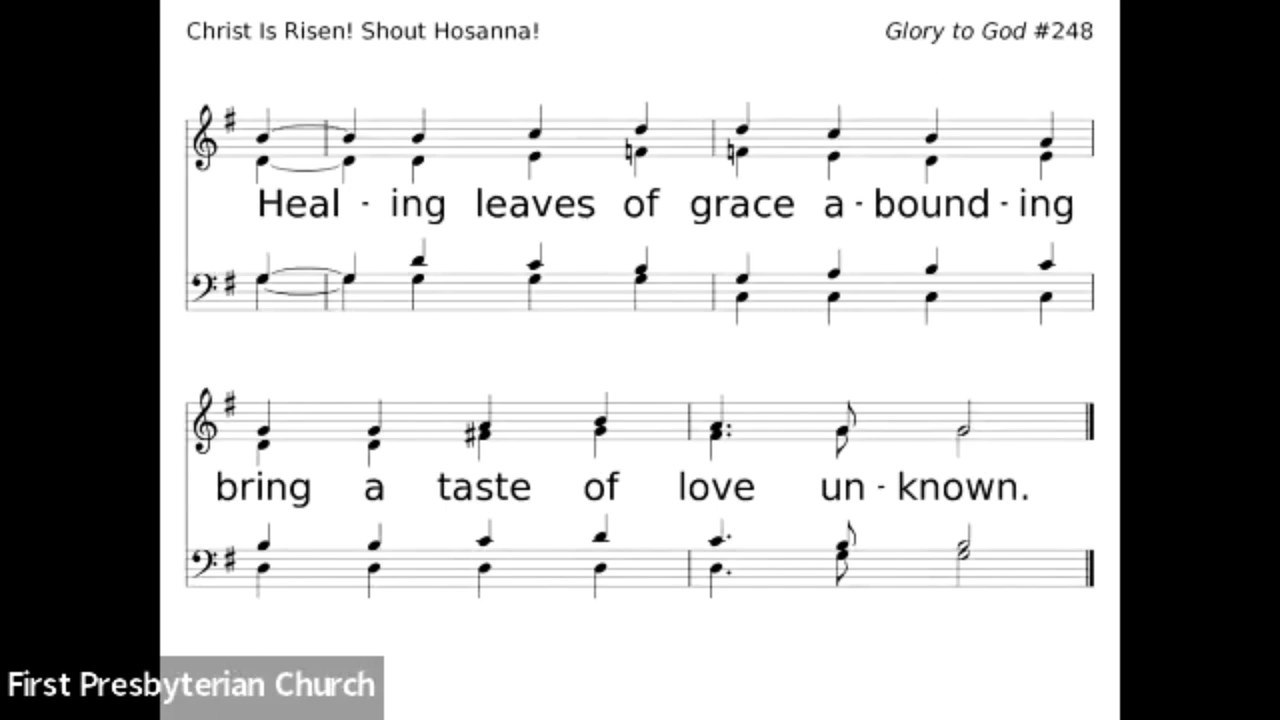 Christ Is Risen! Shout Hosanna!
Glory to God #248
Heal - ing leaves of grace a - bound - ing
bring a taste of love un - known.
First Presbyterian Church